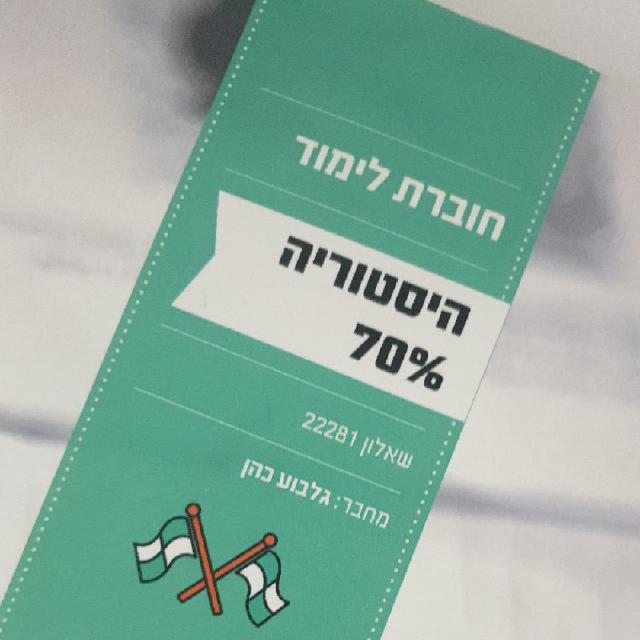 חוברת לימוד
היסטוריה
70%
שאלון 22281
מחבר: גלבוע כהן